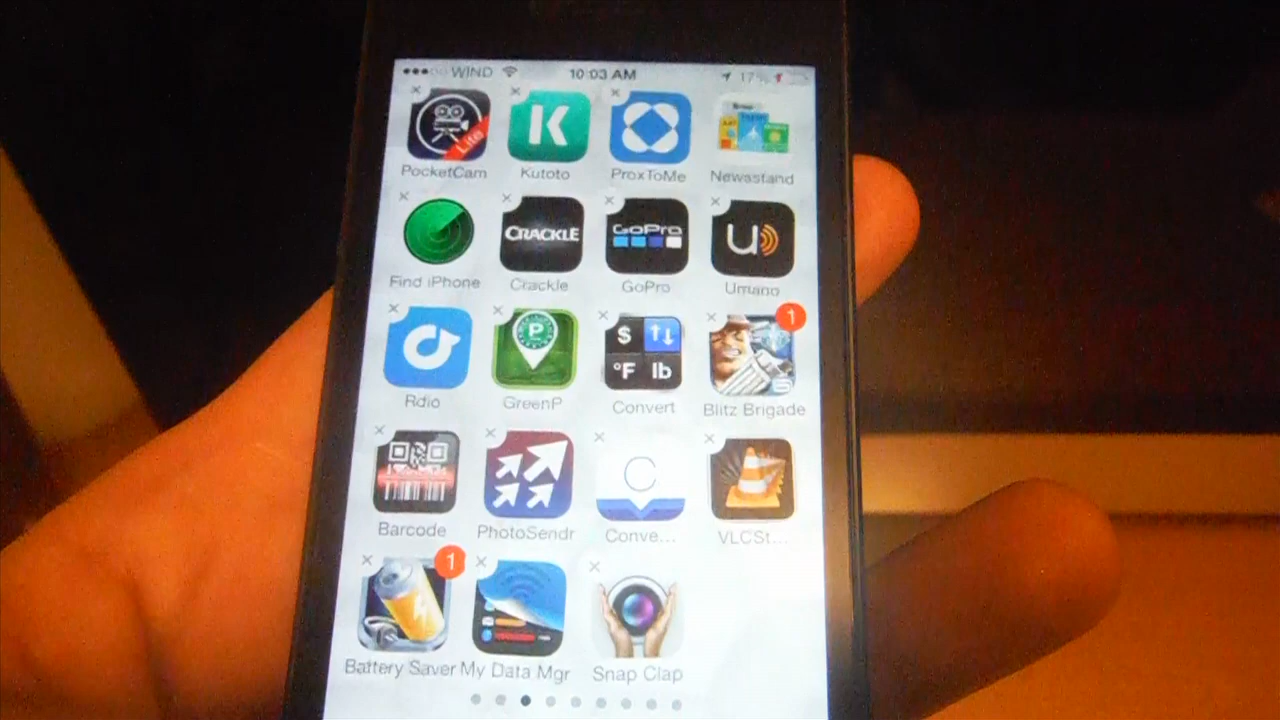 WIND 10:03 AM 17%
Lite
PocketCam Kutoto ProxToMe Newsstand
CRACKLE GoPro U
Find iPhone Crackle GoPro Umano
P $ 1
°F lb
Rdio GreenP Convert Blitz Brigade
C
Barcode PhotoSendr Conve... VLCSt...
1
Battery Saver My Data Mgr Snap Clap